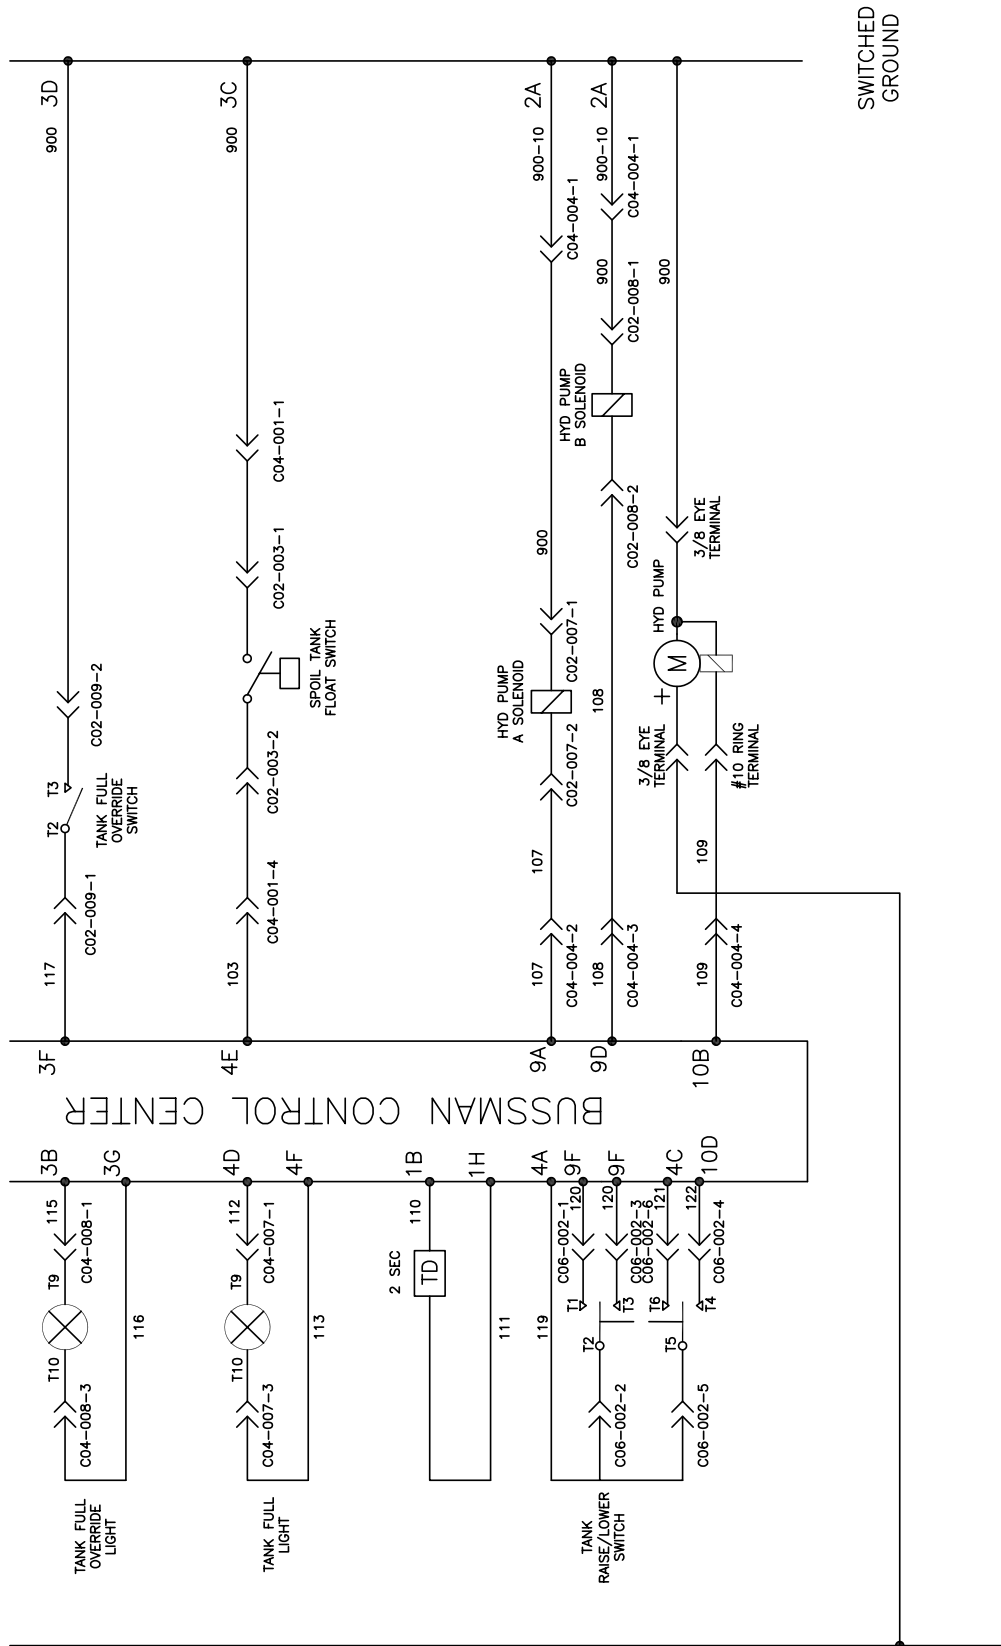 SWITCHED
GROUND
3D
900
C02-009-2
T3
T2
TANK FULL
OVERRIDE
SWITCH
C02-009-1
117
3F
3C
900
C04-001-1
C02-003-1
SPOIL TANK
FLOAT SWITCH
C02-003-2
C04-001-4
103
4E
2A
900-10
C04-004-1
900
C02-007-1
HYD PUMP
A SOLENOID
C02-007-2
107
107
C04-004-2
9A
2A
900-10
C04-004-1
900
C02-008-1
HYD PUMP
B SOLENOID
C02-008-2
108
108
C04-004-3
9D
900
3/8 EYE
TERMINAL
HYD PUMP
M
+
3/8 EYE
TERMINAL
#10 RING
TERMINAL
109
109
C04-004-4
10B
BUSSMAN CONTROL CENTER
3B
3G
115
C04-008-1
T9
T10
C04-008-3
116
TANK FULL
OVERRIDE
LIGHT
4D
4F
112
C04-007-1
T9
T10
C04-007-3
113
TANK FULL
LIGHT
1B
1H
110
2 SEC
TD
111
4A
9F
9F
4C
10D
119
120
120
121
122
C06-002-1
C06-002-3
C06-002-6
C06-002-4
T1
T3
T6
T4
T2
T5
C06-002-2
C06-002-5
TANK
RAISE/LOWER
SWITCH